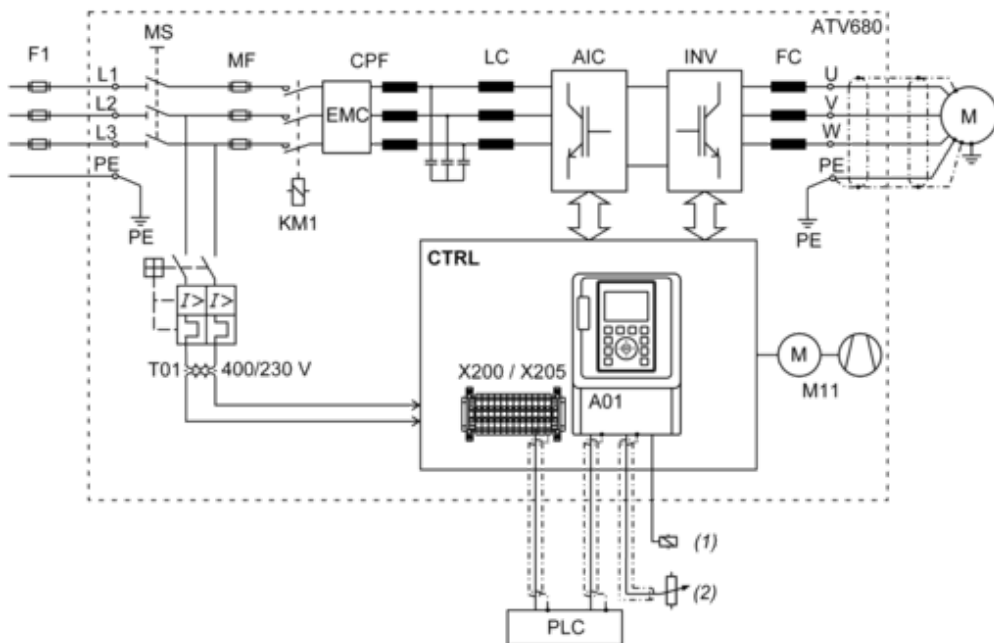 ATV680
MS
F1 MF CPF LC AIC INV FC
L1 U
L2 EMC V M
L3 W
PE PE
KM1
PE PE
CTRL
I> I>
T01 400/230 V
X200 / X205
M
A01
M11
(1)
(2)
PLC